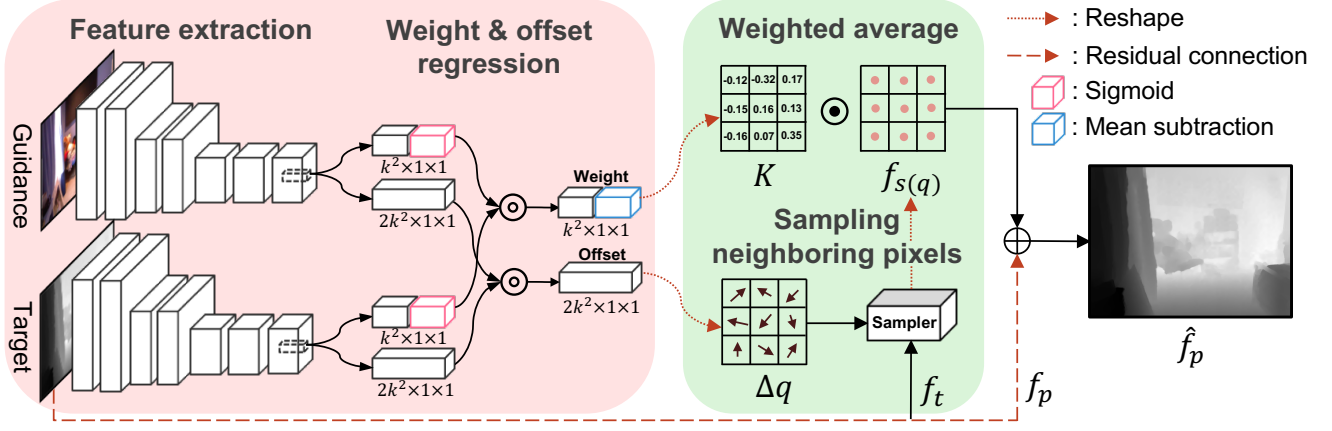 Feature extraction
Weight & offset
regression
Weighted average
: Reshape
: Residual connection
: Sigmoid
: Mean subtraction
Guidance
Target
k²×1×1
2k²×1×1
k²×1×1
2k²×1×1
Weight
k²×1×1
Offset
2k²×1×1
-0.12 -0.32 0.17
-0.15 0.16 0.13
-0.16 0.07 0.35
K
f_{s(q)}
Sampling
neighboring pixels
Sampler
Δq
f_t
f_p
f̂_p